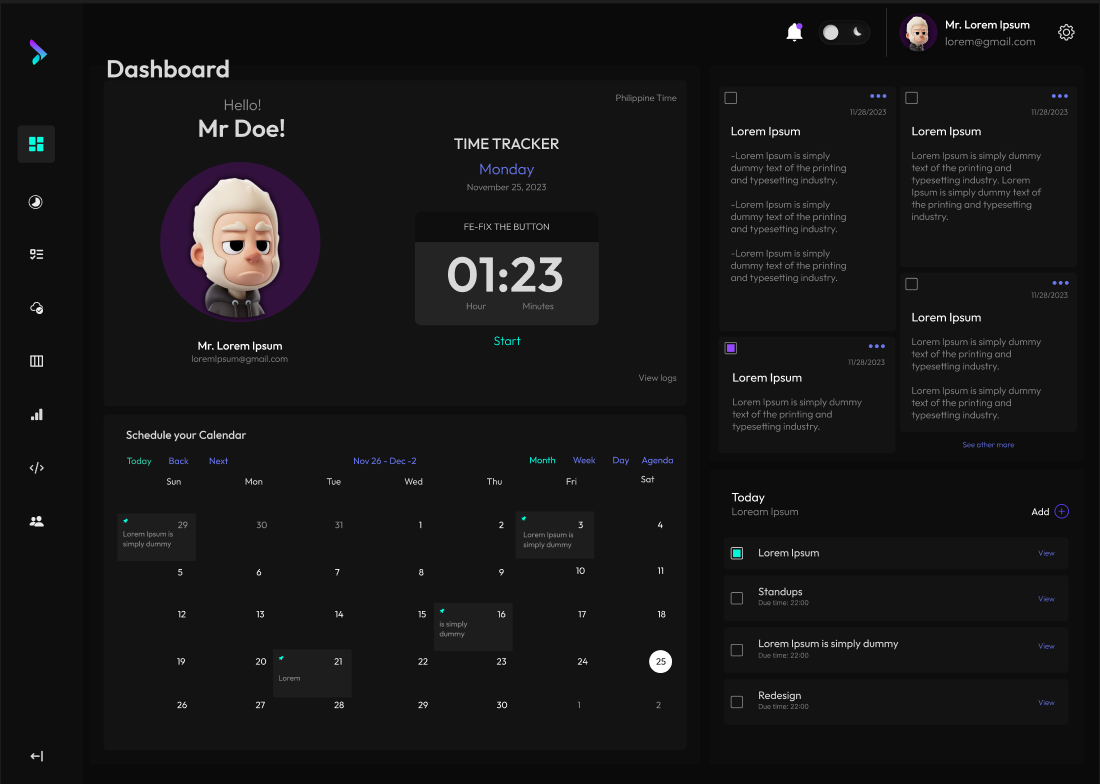 Mr. Lorem Ipsum
lorem@gmail.com
Dashboard
Hello!
Mr Doe!
Mr. Lorem Ipsum
loremIpsum@gmail.com
Philippine Time
TIME TRACKER
Monday
November 25, 2023
FE-FIX THE BUTTON
01:23
Hour Minutes
Start
View logs
Schedule your Calendar
Today Back Next Nov 26 - Dec -2 Month Week Day Agenda
Sun Mon Tue Wed Thu Fri Sat
29 30 31 1 2 3 4
Lorem Ipsum is
simply dummy
Lorem Ipsum is
simply dummy
5 6 7 8 9 10 11
12 13 14 15 16 17 18
is simply
dummy
19 20 21 22 23 24 25
Lorem
26 27 28 29 30 1 2
11/28/2023
Lorem Ipsum
-Lorem Ipsum is simply
dummy text of the printing
and typesetting industry.
-Lorem Ipsum is simply
dummy text of the printing
and typesetting industry.
-Lorem Ipsum is simply
dummy text of the printing
and typesetting industry.
11/28/2023
Lorem Ipsum
Lorem Ipsum is simply dummy
text of the printing and
typesetting industry.
11/28/2023
Lorem Ipsum
Lorem Ipsum is simply dummy
text of the printing and
typesetting industry. Lorem
Ipsum is simply dummy text of
the printing and typesetting
industry.
11/28/2023
Lorem Ipsum
Lorem Ipsum is simply dummy
text of the printing and
typesetting industry.
Lorem Ipsum is simply dummy
text of the printing and
typesetting industry.
See other more
Today
Loream Ipsum
Add
Lorem Ipsum View
Standups
Due time: 22:00
View
Lorem Ipsum is simply dummy
Due time: 22:00
View
Redesign
Due time: 22:00
View